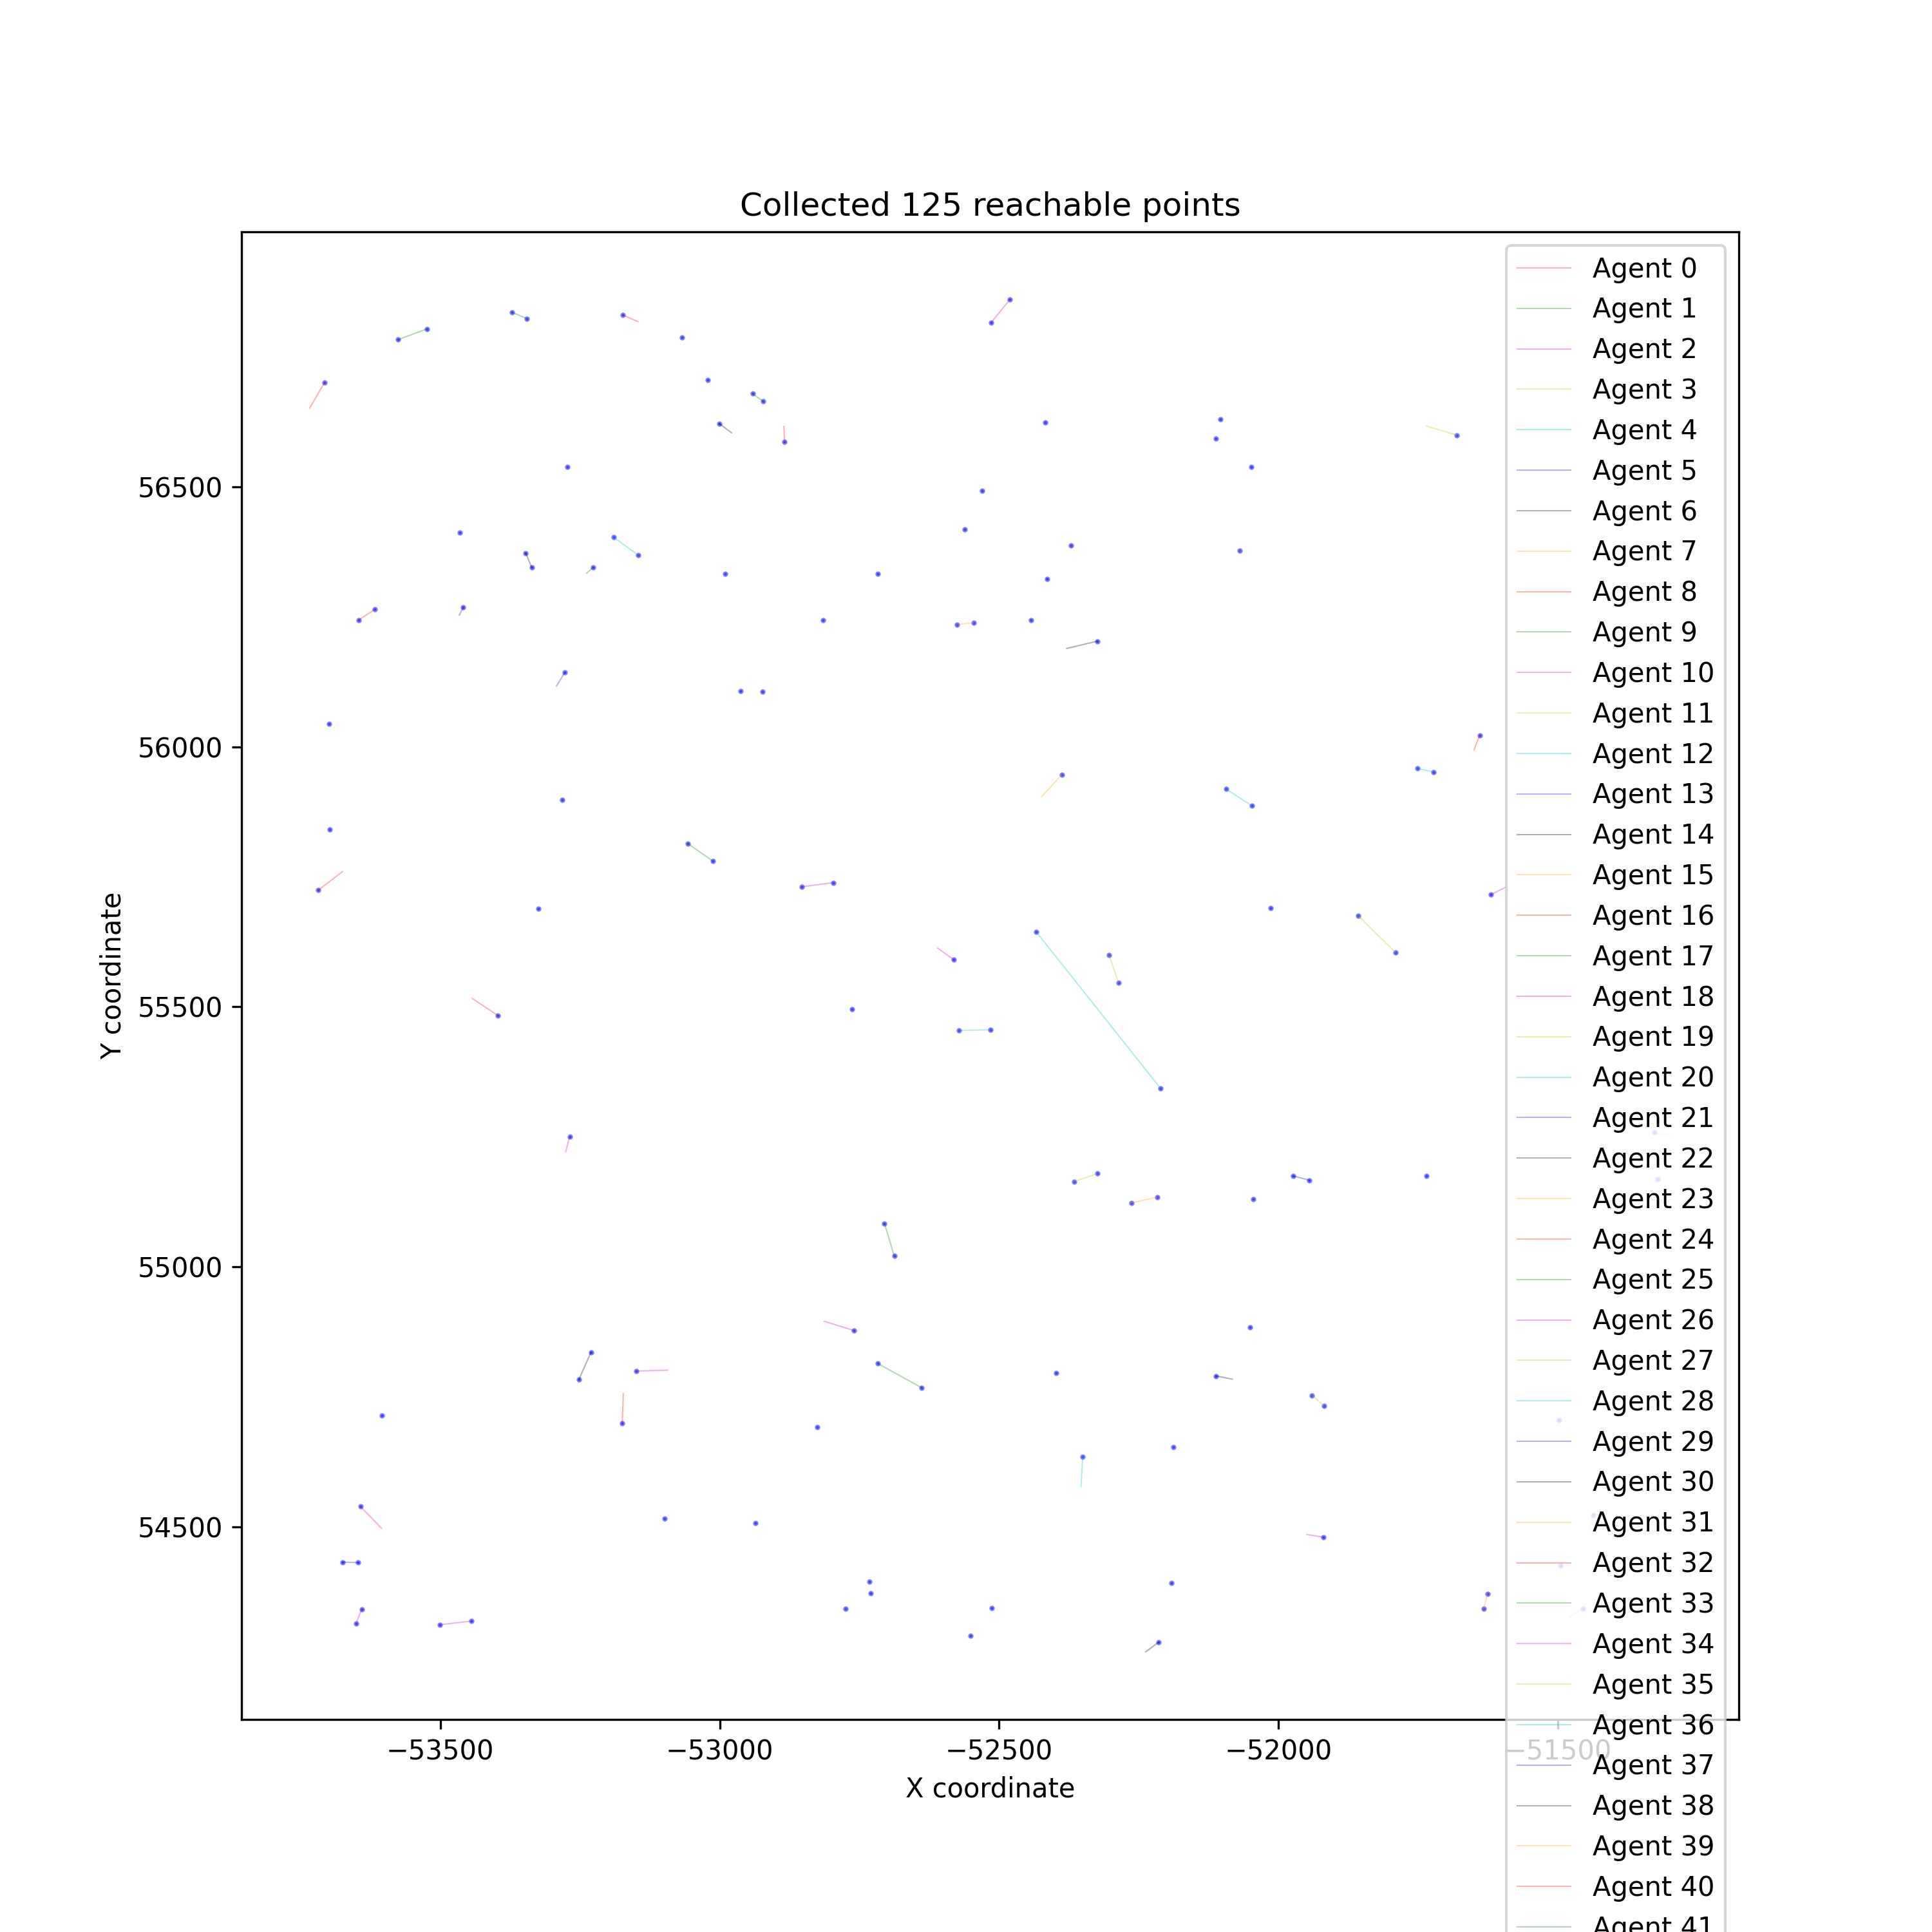 Collected 125 reachable points
Agent 0
Agent 1
Agent 2
Agent 3
Agent 4
Agent 5
Agent 6
Agent 7
Agent 8
Agent 9
Agent 10
Agent 11
Agent 12
Agent 13
Agent 14
Agent 15
Agent 16
Agent 17
Agent 18
Agent 19
Agent 20
Agent 21
Agent 22
Agent 23
Agent 24
Agent 25
Agent 26
Agent 27
Agent 28
Agent 29
Agent 30
Agent 31
Agent 32
Agent 33
Agent 34
Agent 35
Agent 36
Agent 37
Agent 38
Agent 39
Agent 40
Agent 41
56500
56000
55500
55000
54500
Y coordinate
−53500 −53000 −52500 −52000 −51500
X coordinate